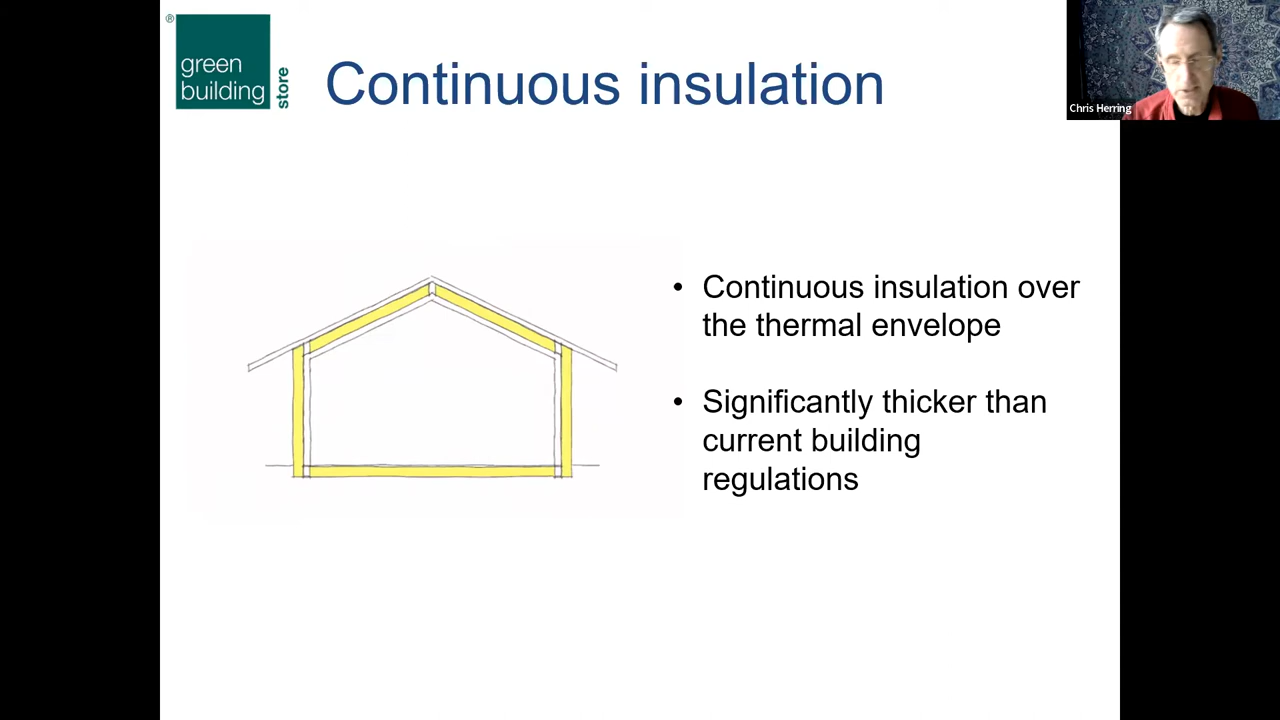 ®
green
building
store
Continuous insulation
Chris Herring
• Continuous insulation over
the thermal envelope
• Significantly thicker than
current building
regulations